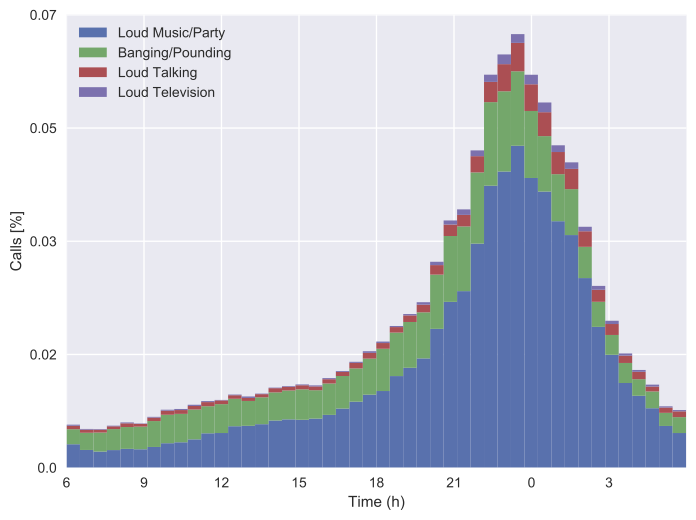 0.07
0.05
0.03
0.02
0.0
Calls [%]
Loud Music/Party
Banging/Pounding
Loud Talking
Loud Television
6 9 12 15 18 21 0 3
Time (h)